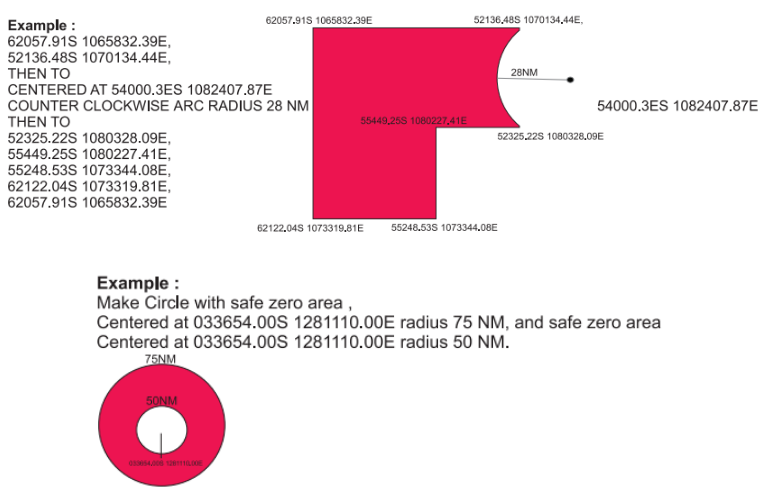 Example :
62057.91S 1065832.39E,
52136.48S 1070134.44E,
THEN TO
CENTERED AT 54000.3ES 1082407.87E
COUNTER CLOCKWISE ARC RADIUS 28 NM
THEN TO
52325.22S 1080328.09E,
55449.25S 1080227.41E,
55248.53S 1073344.08E,
62122.04S 1073319.81E,
62057.91S 1065832.39E
62057.91S 1065832.39E
52136.48S 1070134.44E,
28NM
54000.3ES 1082407.87E
55449.25S 1080227.41E
52325.22S 1080328.09E
62122.04S 1073319.81E
55248.53S 1073344.08E
Example :
Make Circle with safe zero area ,
Centered at 033654.00S 1281110.00E radius 75 NM, and safe zero area
Centered at 033654.00S 1281110.00E radius 50 NM.
75NM
50NM
033654.00S 1281110.00E